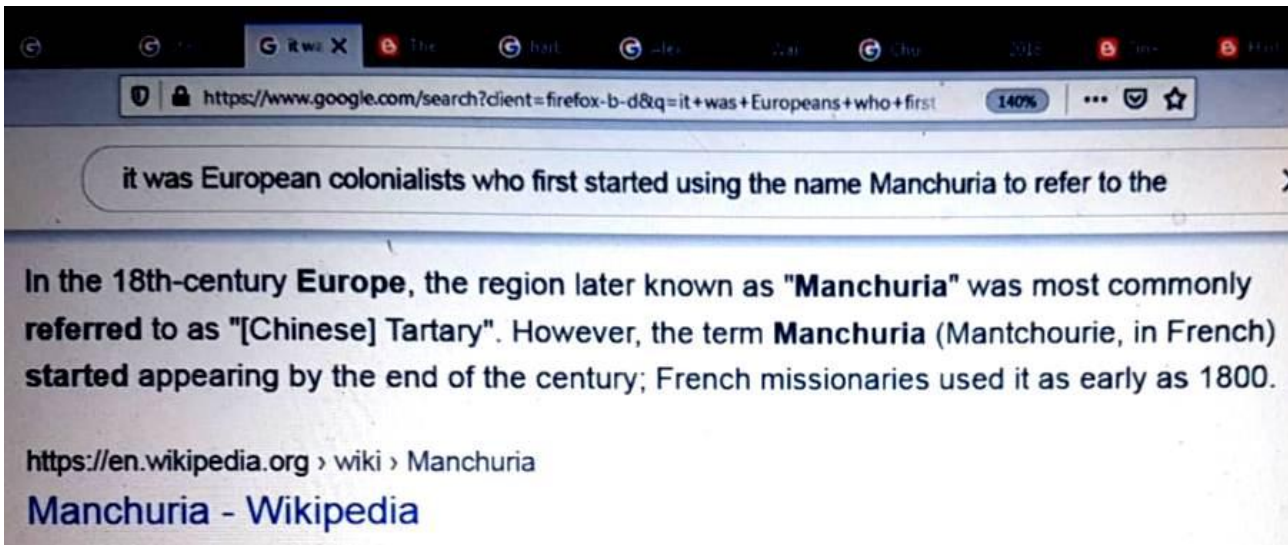 it wa
The
https://www.google.com/search?client=firefox-b-d&q=it+was+Europeans+who+first 140%
it was European colonialists who first started using the name Manchuria to refer to the
In the 18th-century Europe, the region later known as "Manchuria" was most commonly
referred to as "[Chinese] Tartary". However, the term Manchuria (Mantchourie, in French)
started appearing by the end of the century; French missionaries used it as early as 1800.
https://en.wikipedia.org › wiki › Manchuria
Manchuria - Wikipedia